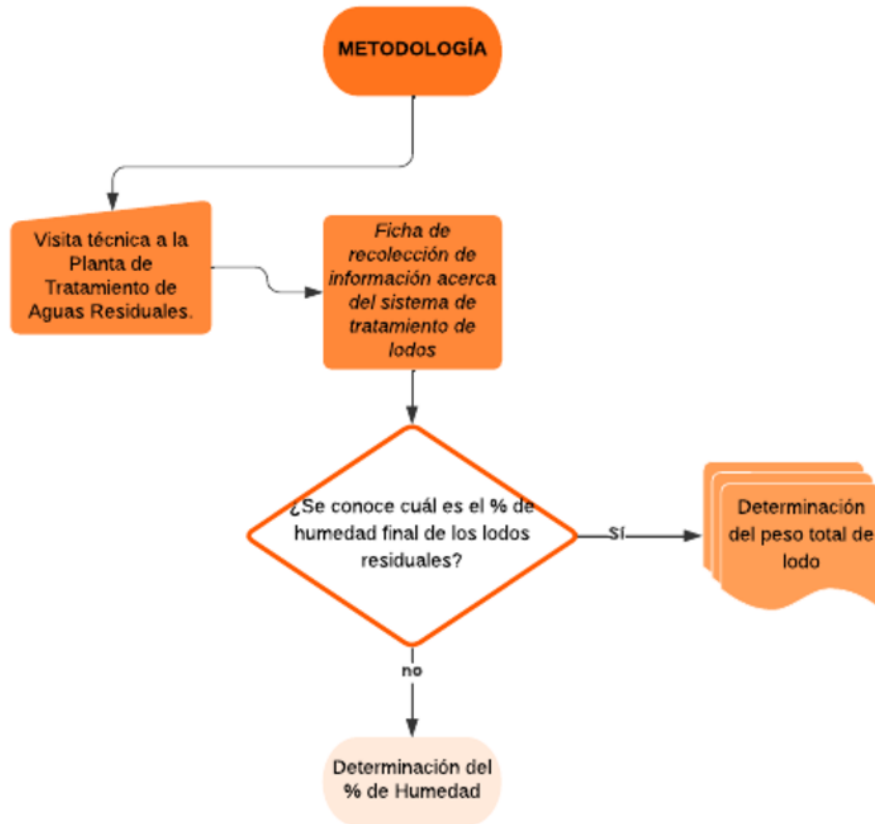 METODOLOGÍA
Visita técnica a la
Planta de
Tratamiento de
Aguas Residuales.
Ficha de
recolección de
información acerca
del sistema de
tratamiento de
lodos
¿Se conoce cuál es el % de
humedad final de los lodos
residuales?
Sí
Determinación
del peso total de
lodo
no
Determinación del
% de Humedad